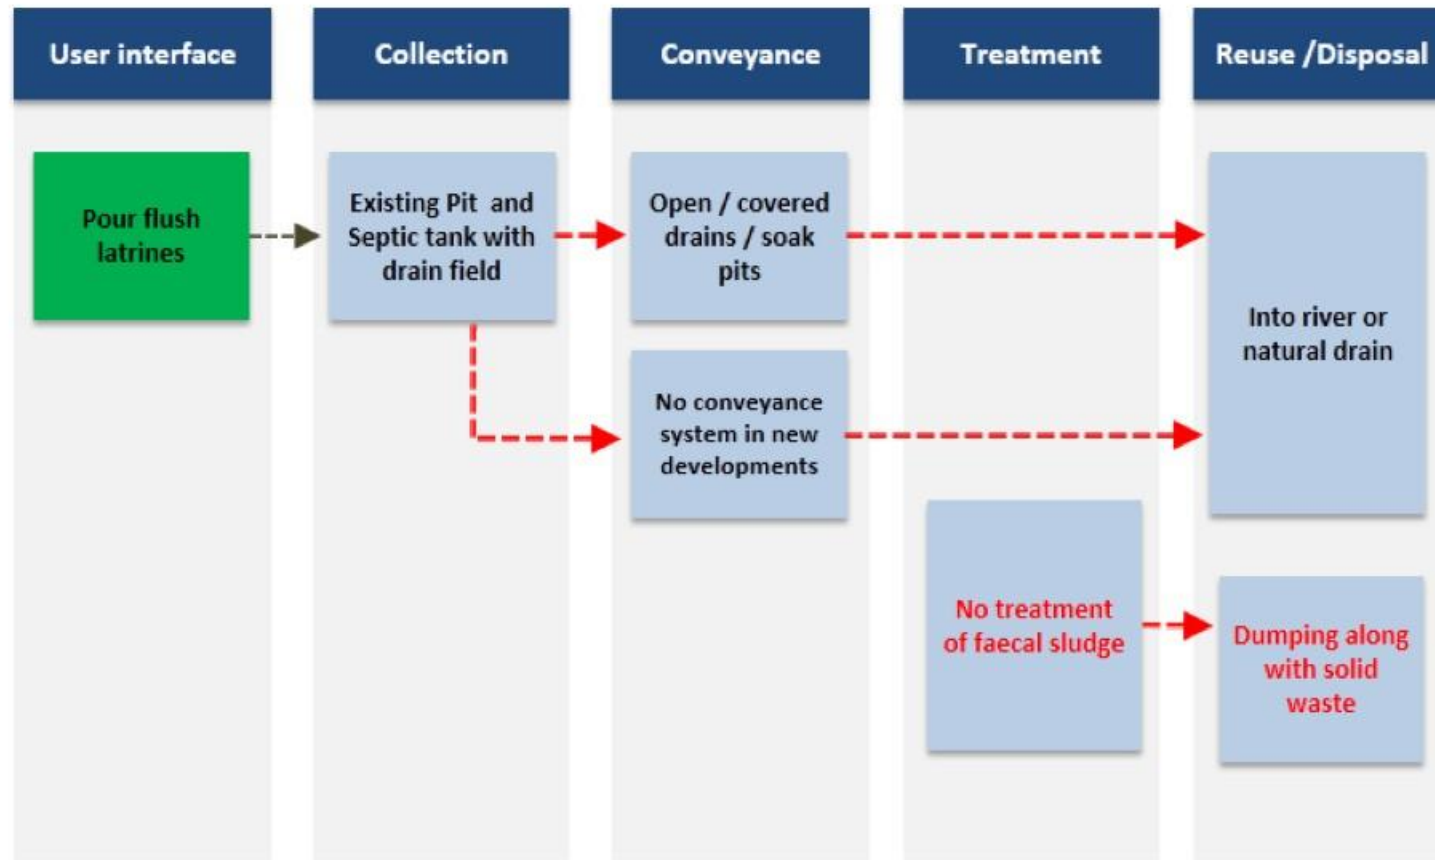 User interface
Collection
Conveyance
Treatment
Reuse /Disposal
Pour flush
latrines
Existing Pit and
Septic tank with
drain field
Open / covered
drains / soak
pits
No conveyance
system in new
developments
No treatment
of faecal sludge
Into river or
natural drain
Dumping along
with solid
waste